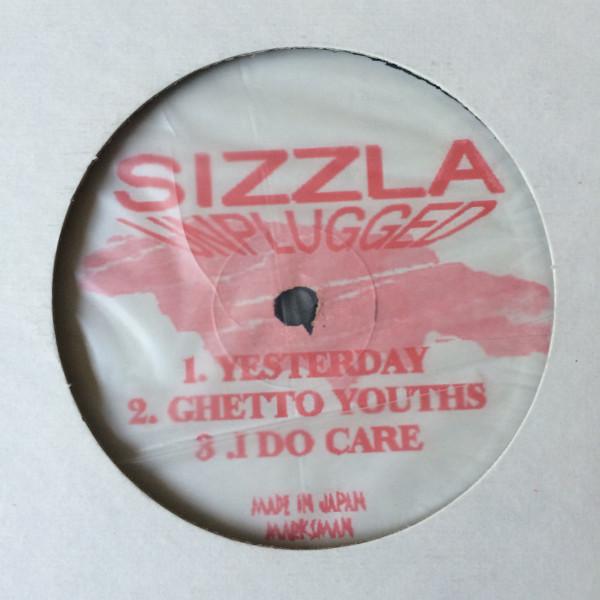 SIZZLA
UNPLUGGED
1. YESTERDAY
2. GHETTO YOUTHS
3 .I DO CARE
MADE IN JAPAN
MARKSMAN